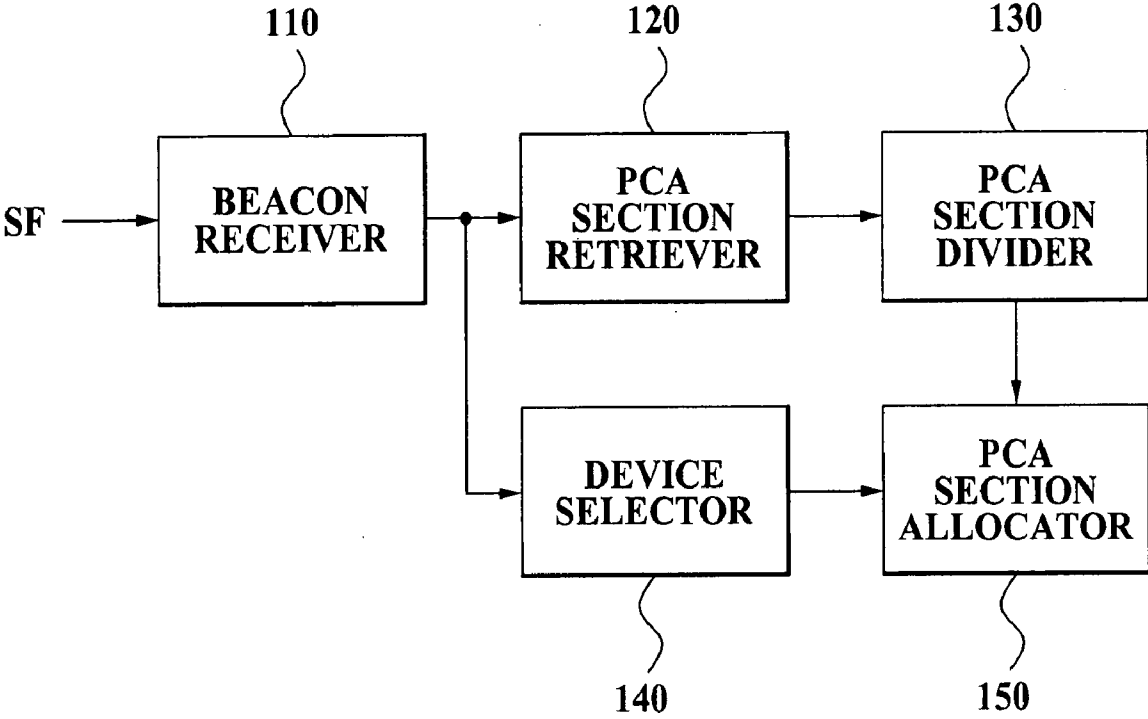 110
120
130
SF
BEACON
RECEIVER
PCA
SECTION
RETRIEVER
PCA
SECTION
DIVIDER
DEVICE
SELECTOR
PCA
SECTION
ALLOCATOR
140
150